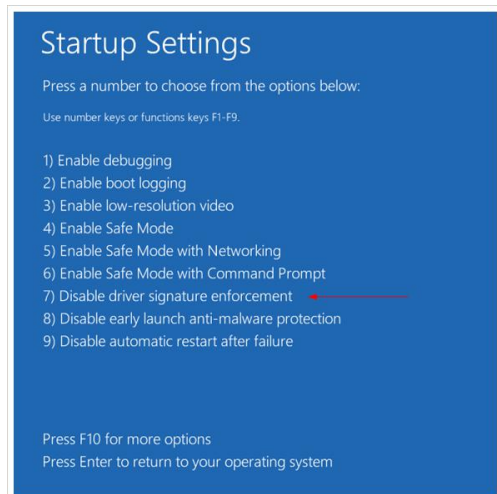 Startup Settings
Press a number to choose from the options below:
Use number keys or functions keys F1-F9.
1) Enable debugging
2) Enable boot logging
3) Enable low-resolution video
4) Enable Safe Mode
5) Enable Safe Mode with Networking
6) Enable Safe Mode with Command Prompt
7) Disable driver signature enforcement
8) Disable early launch anti-malware protection
9) Disable automatic restart after failure
Press F10 for more options
Press Enter to return to your operating system